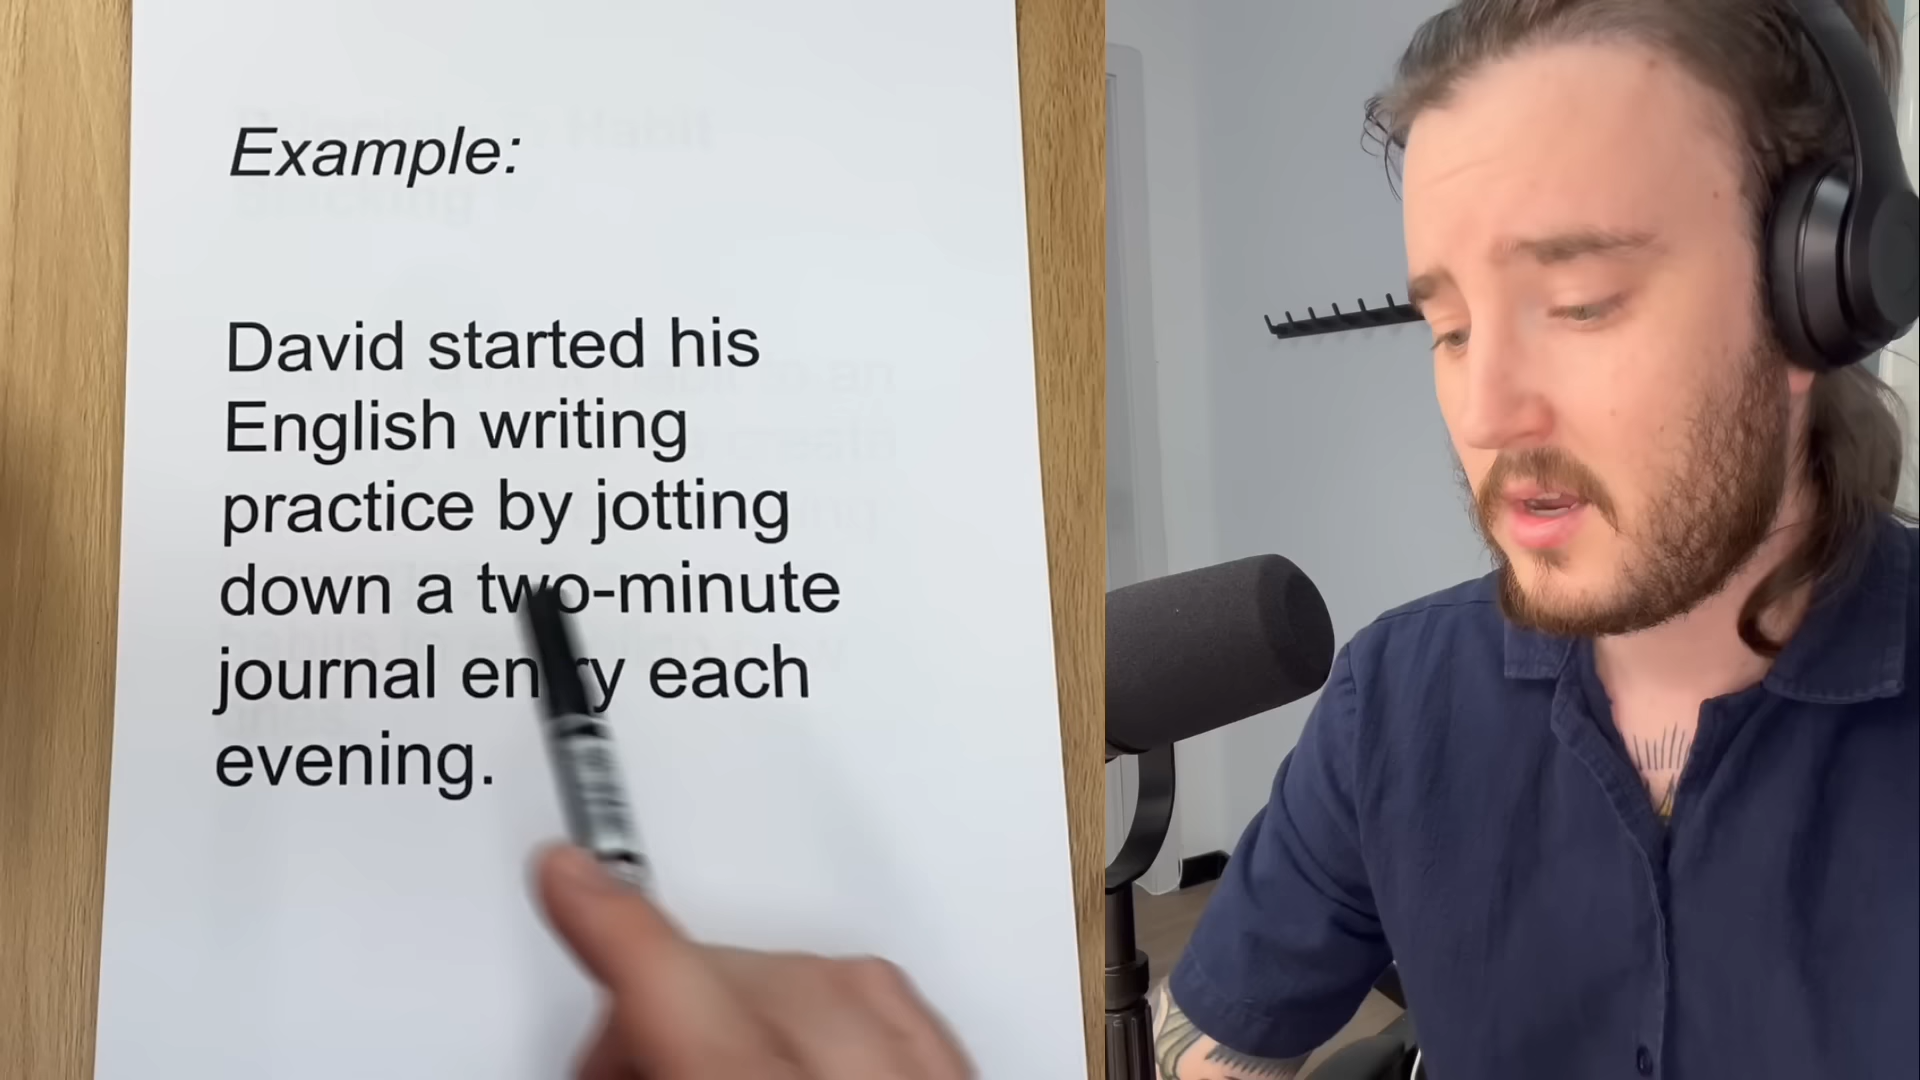 Example:
David started his
English writing
practice by jotting
down a two-minute
journal entry each
evening.